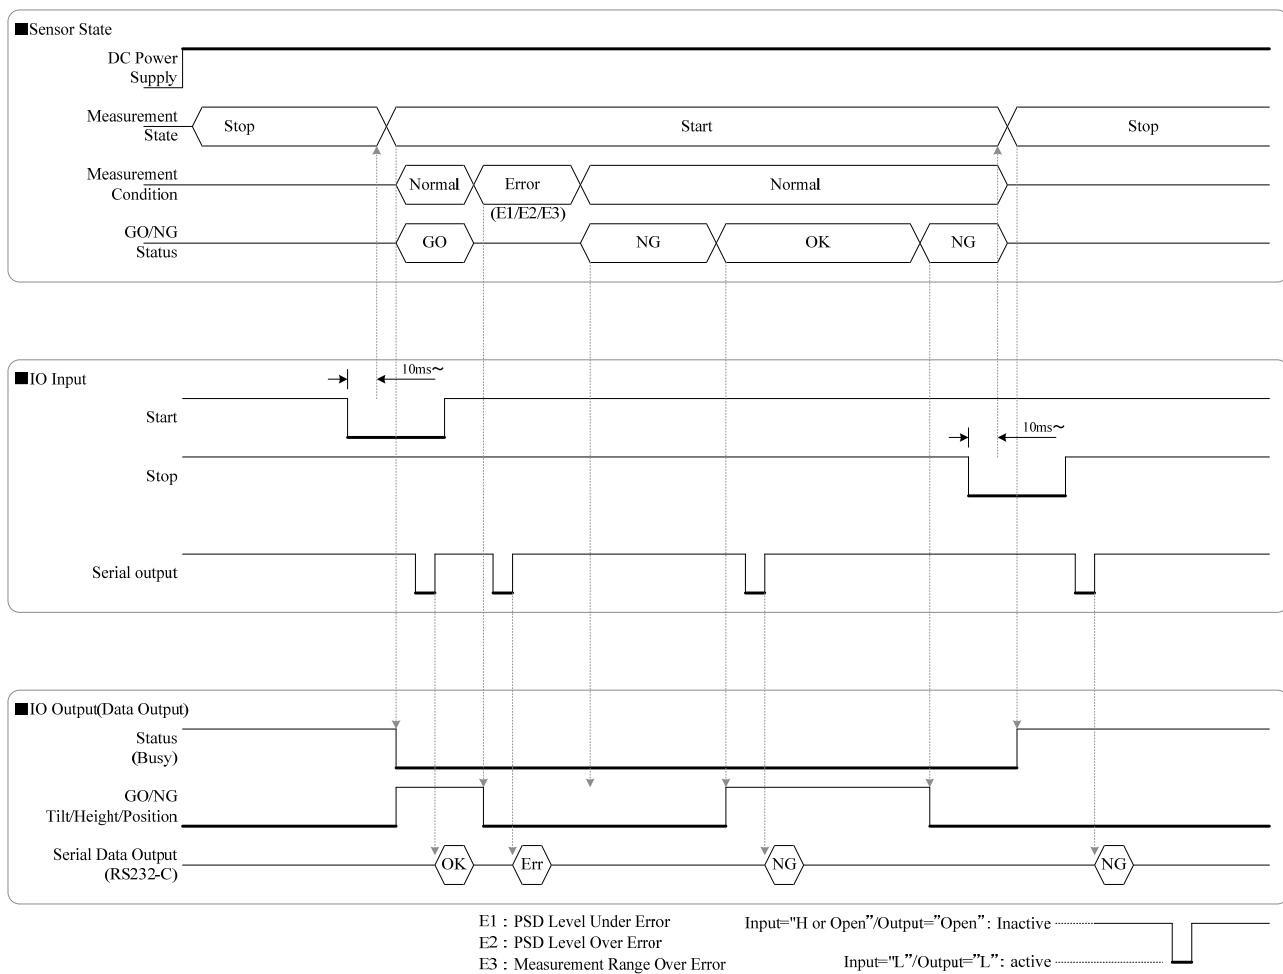 ■Sensor State
DC Power
Supply
Measurement
State
Stop
Start
Stop
Measurement
Condition
Normal
Error
Normal
(E1/E2/E3)
GO/NG
Status
GO
NG
OK
NG
■IO Input
10ms～
Start
10ms～
Stop
Serial output
■IO Output(Data Output)
Status
(Busy)
GO/NG
Tilt/Height/Position
Serial Data Output
(RS232-C)
OK
Err
NG
NG
E1 : PSD Level Under Error
E2 : PSD Level Over Error
E3 : Measurement Range Over Error
Input="H or Open”/Output=”Open” : Inactive
Input="L”/Output=”L” : active